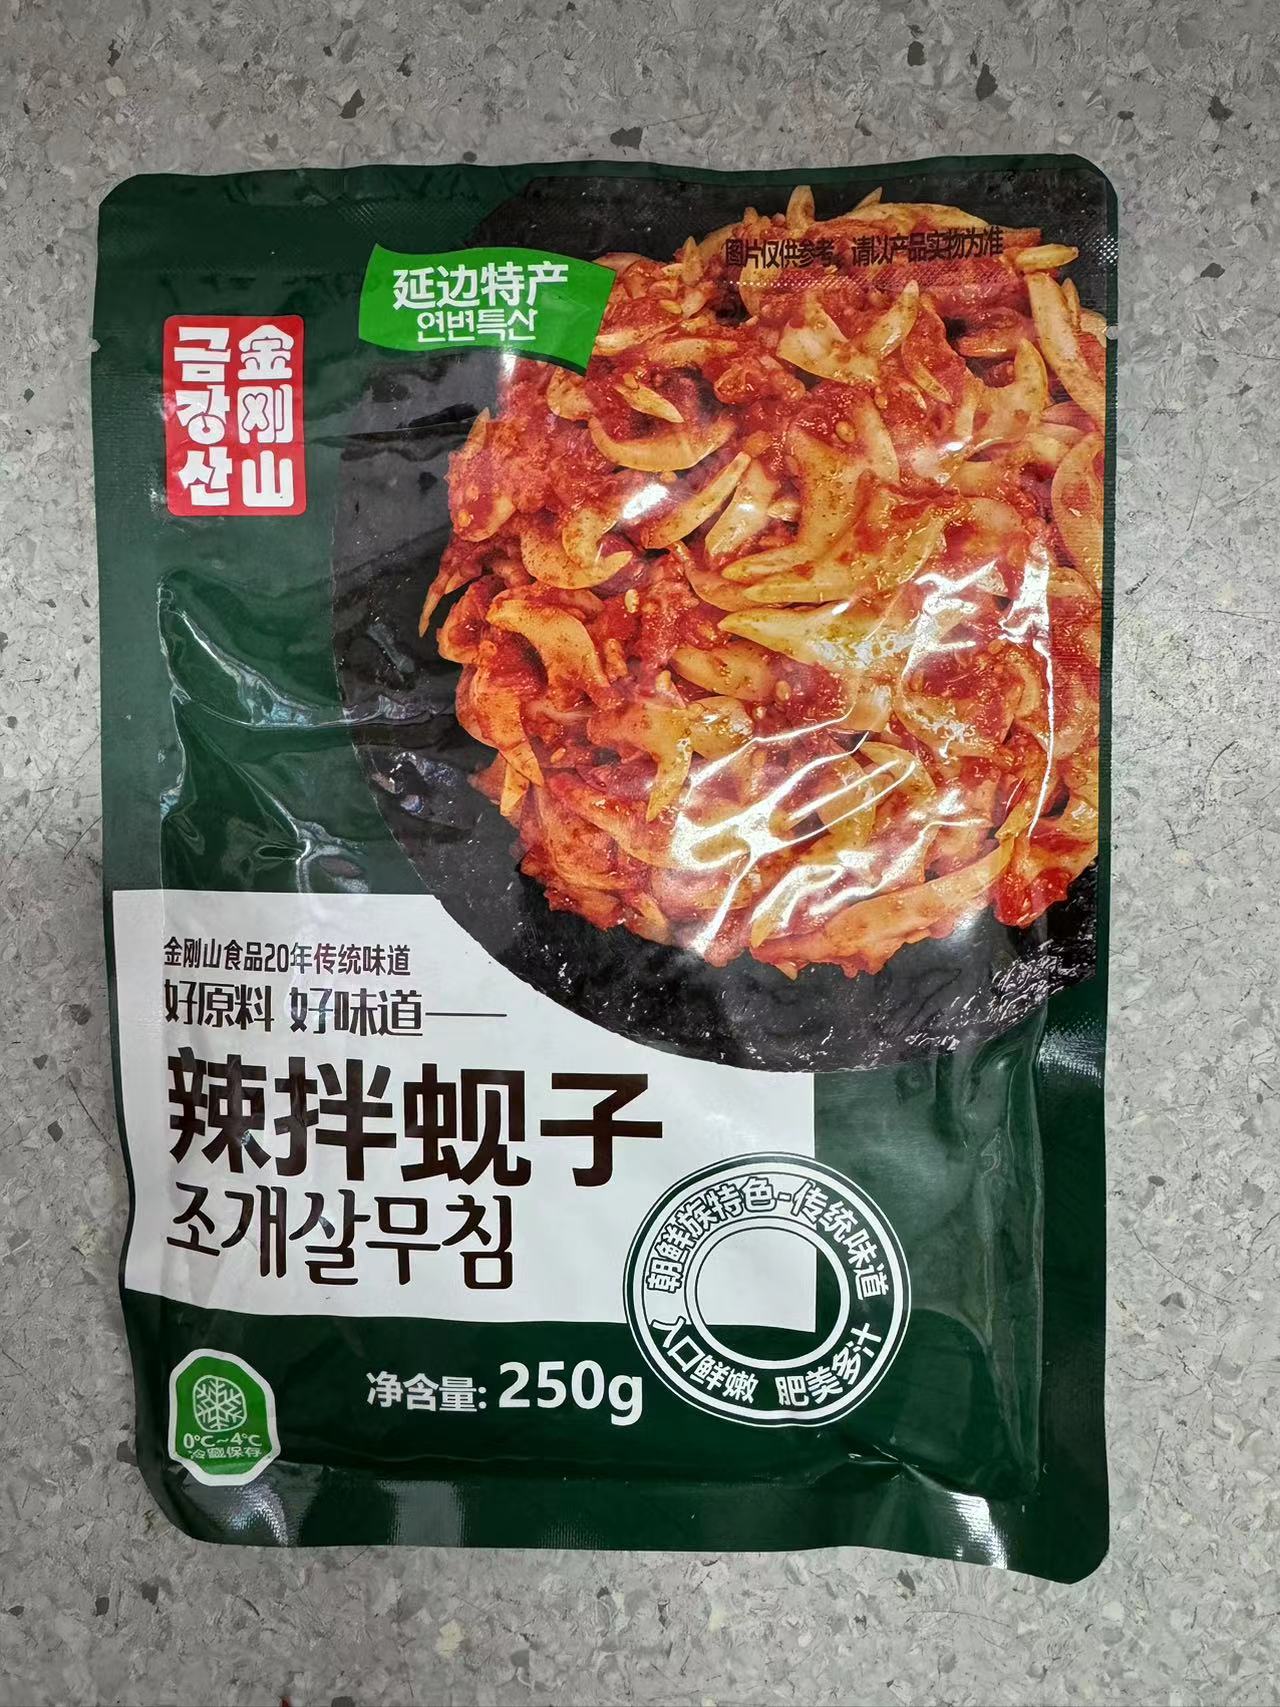 图片仅供参考，请以产品实物为准
延边特产
연변특산
金刚山
금강산
金刚山食品20年传统味道
好原料 好味道——
辣拌蚬子
조개살무침
朝鲜族特色-传统味道
入口鲜嫩 肥美多汁
净含量: 250g
0℃~4℃
冷藏保存